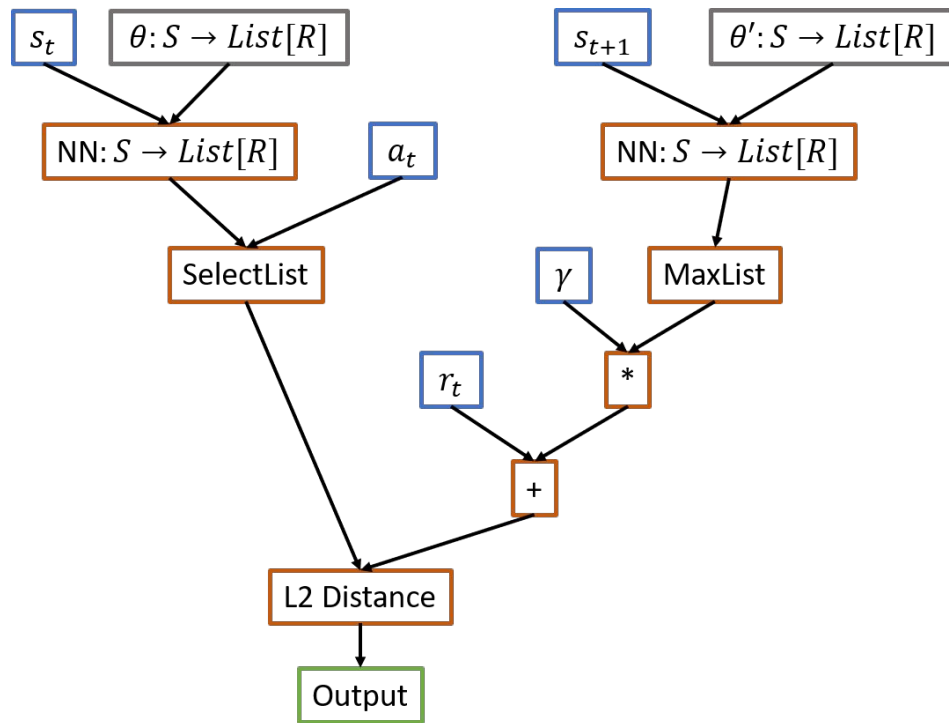 s_t
θ: S → List[R]
s_{t+1}
θ′: S → List[R]
NN: S → List[R]
a_t
NN: S → List[R]
SelectList
γ
MaxList
r_t
*
+
L2 Distance
Output